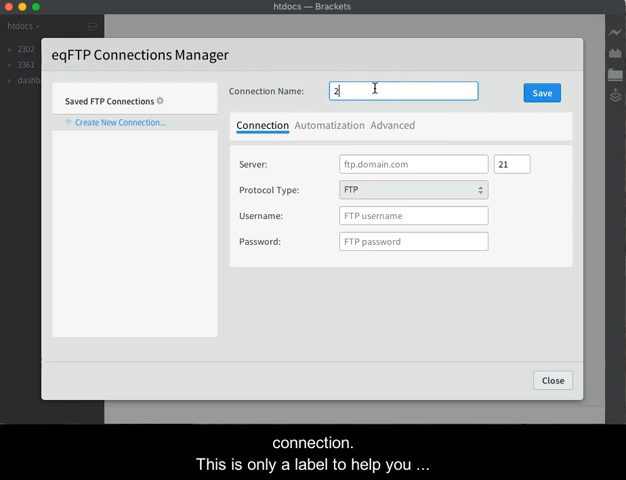 htdocs — Brackets
htdocs
2302
3361
dashb
eqFTP Connections Manager
Saved FTP Connections
Create New Connection...
Connection Name:
2
Save
Connection Automatization Advanced
Server: ftp.domain.com 21
Protocol Type: FTP
Username: FTP username
Password: FTP password
Close
connection.
This is only a label to help you ...